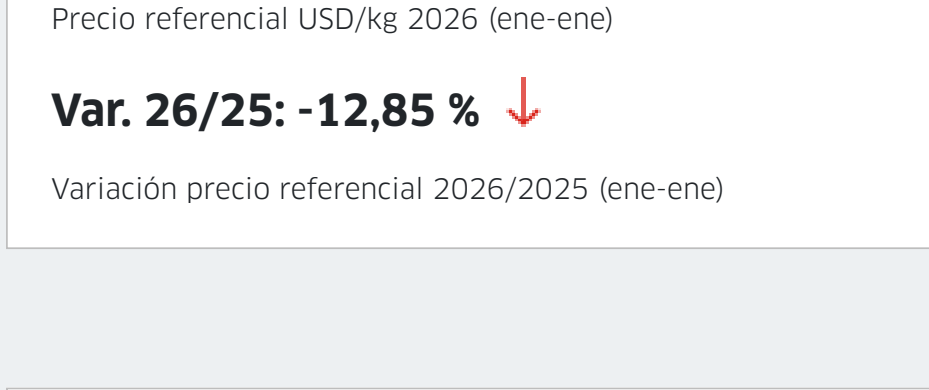 Precio referencial USD/kg 2026 (ene-ene)
Var. 26/25: -12,85 %
Variación precio referencial 2026/2025 (ene-ene)